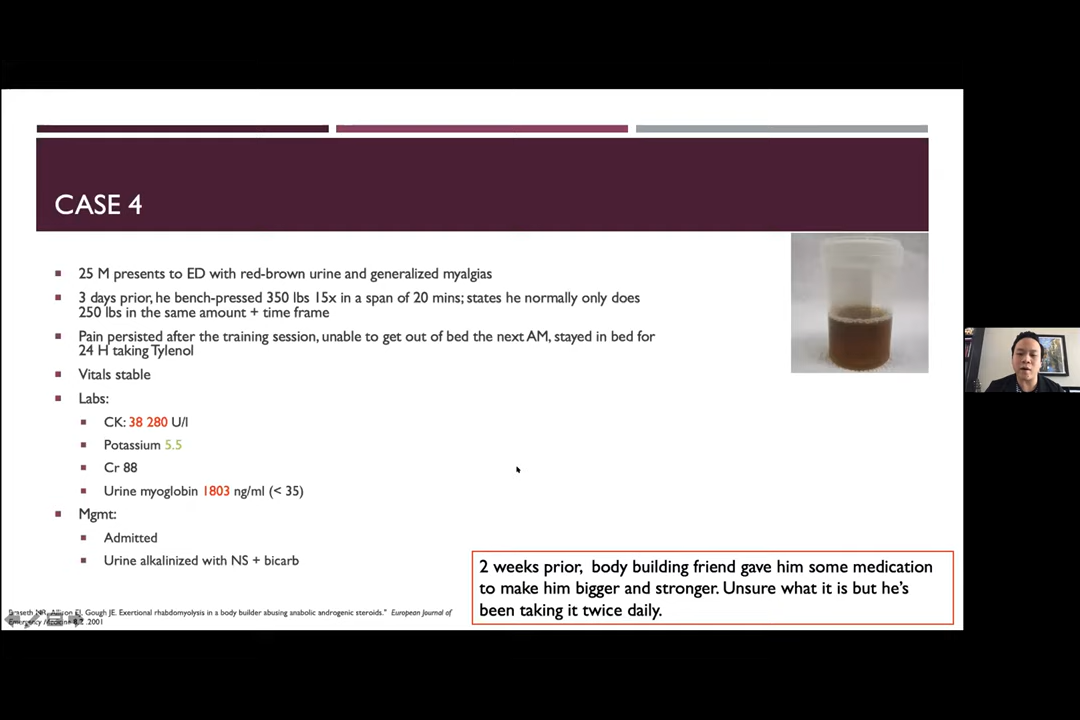 CASE 4
25 M presents to ED with red-brown urine and generalized myalgias
3 days prior, he bench-pressed 350 lbs 15x in a span of 20 mins; states he normally only does
250 lbs in the same amount + time frame
Pain persisted after the training session, unable to get out of bed the next AM, stayed in bed for
24 H taking Tylenol
Vitals stable
Labs:
CK: 38 280 U/l
Potassium 5.5
Cr 88
Urine myoglobin 1803 ng/ml (< 35)
Mgmt:
Admitted
Urine alkalinized with NS + bicarb
2 weeks prior, body building friend gave him some medication
to make him bigger and stronger. Unsure what it is but he's
been taking it twice daily.
Gough JE. Exertional rhabdomyolysis in a body builder abusing anabolic androgenic steroids." European Journal of
2001